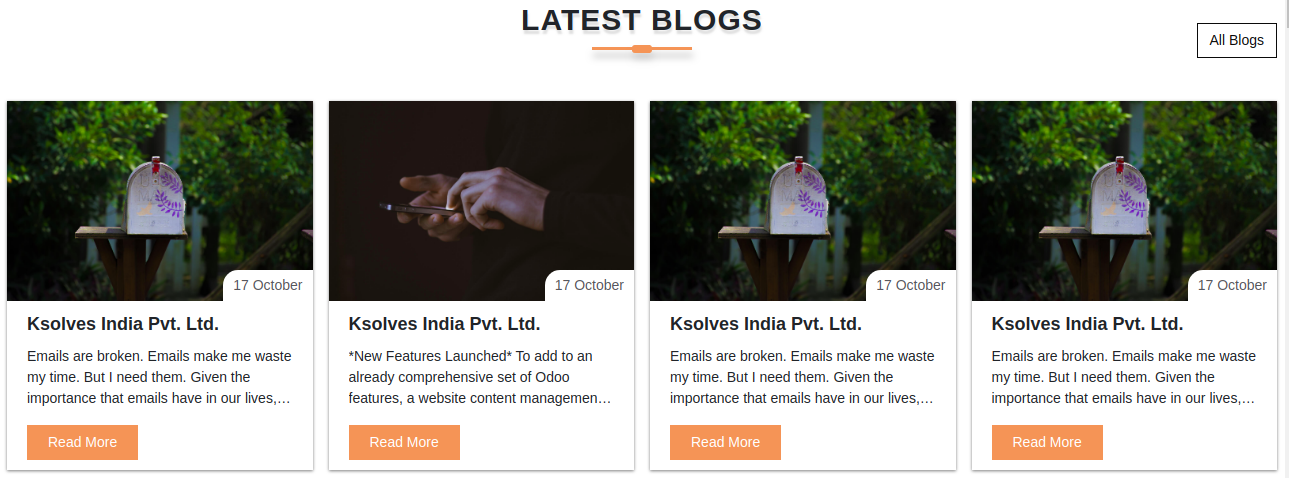 LATEST BLOGS
All Blogs
17 October
17 October
17 October
17 October
Ksolves India Pvt. Ltd.
Emails are broken. Emails make me waste
my time. But I need them. Given the
importance that emails have in our lives,...
Read More
Ksolves India Pvt. Ltd.
*New Features Launched* To add to an
already comprehensive set of Odoo
features, a website content managemen...
Read More
Ksolves India Pvt. Ltd.
Emails are broken. Emails make me waste
my time. But I need them. Given the
importance that emails have in our lives,...
Read More
Ksolves India Pvt. Ltd.
Emails are broken. Emails make me waste
my time. But I need them. Given the
importance that emails have in our lives,...
Read More